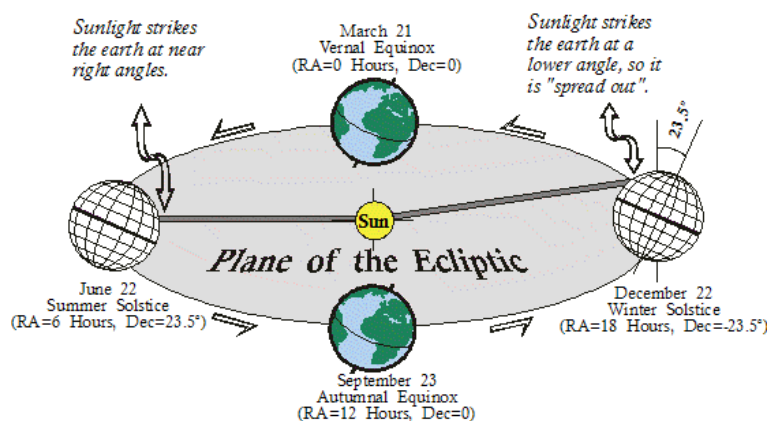 Sunlight strikes
the earth at near
right angles.
March 21
Vernal Equinox
(RA=0 Hours, Dec=0)
Sunlight strikes
the earth at a
lower angle, so it
is "spread out".
23.5°
Sun
Plane of the Ecliptic
June 22
Summer Solstice
(RA=6 Hours, Dec=23.5°)
December 22
Winter Solstice
(RA=18 Hours, Dec=-23.5°)
September 23
Autumnal Equinox
(RA=12 Hours, Dec=0)